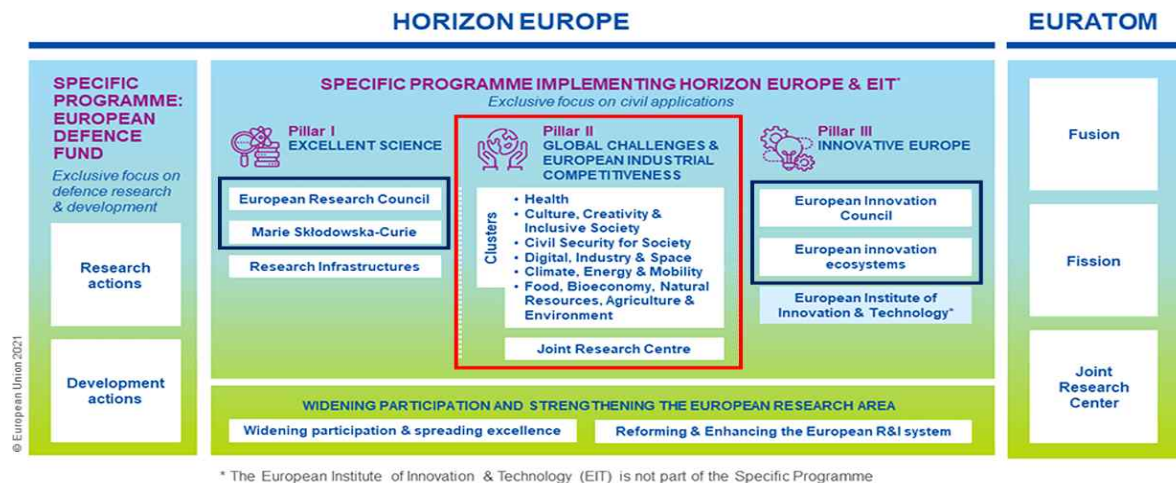 HORIZON EUROPE
EURATOM
SPECIFIC
PROGRAMME:
EUROPEAN
DEFENCE
FUND
Exclusive focus on
defence research
& development
Research
actions
Development
actions
SPECIFIC PROGRAMME IMPLEMENTING HORIZON EUROPE & EIT*
Exclusive focus on civil applications
Pillar I
EXCELLENT SCIENCE
European Research Council
Marie Skłodowska-Curie
Research Infrastructures
Pillar II
GLOBAL CHALLENGES &
EUROPEAN INDUSTRIAL
COMPETITIVENESS
Clusters
• Health
• Culture, Creativity &
Inclusive Society
• Civil Security for Society
• Digital, Industry & Space
• Climate, Energy & Mobility
• Food, Bioeconomy, Natural
Resources, Agriculture &
Environment
Joint Research Centre
Pillar III
INNOVATIVE EUROPE
European Innovation
Council
European innovation
ecosystems
European Institute of
Innovation & Technology*
WIDENING PARTICIPATION AND STRENGTHENING THE EUROPEAN RESEARCH AREA
Widening participation & spreading excellence
Reforming & Enhancing the European R&I system
Fusion
Fission
Joint
Research
Center
© European Union 2021
* The European Institute of Innovation & Technology (EIT) is not part of the Specific Programme